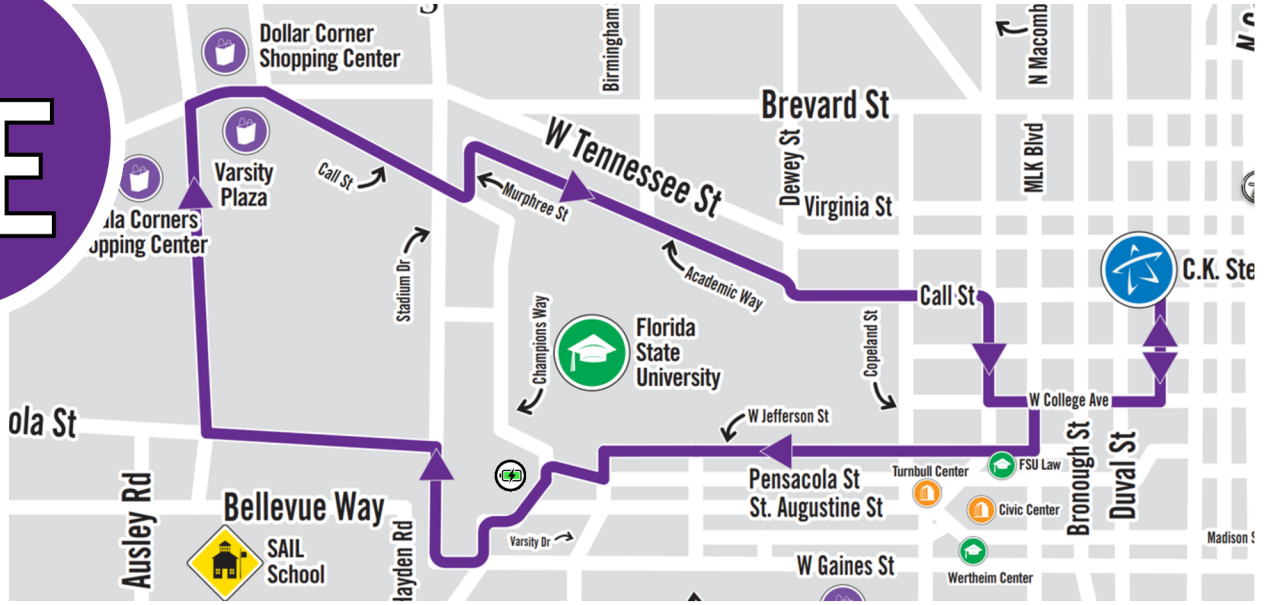 E
Dollar Corner
Shopping Center
Birmingham
N Macomb
Brevard St
W Tennessee St
Dewey St
MLK Blvd
Varsity
Plaza
Call St
Murphree St
Virginia St
ala Corners
opping Center
Stadium Dr
Academic Way
C.K. Ste
Call St
Champions Way
Florida
State
University
Copeland St
W College Ave
ola St
W Jefferson St
Pensacola St
St. Augustine St
Turnbull Center
FSU Law
Civic Center
Bronough St
Duval St
Ausley Rd
Bellevue Way
Hayden Rd
Varsity Dr
SAIL
School
W Gaines St
Wertheim Center
Madison S